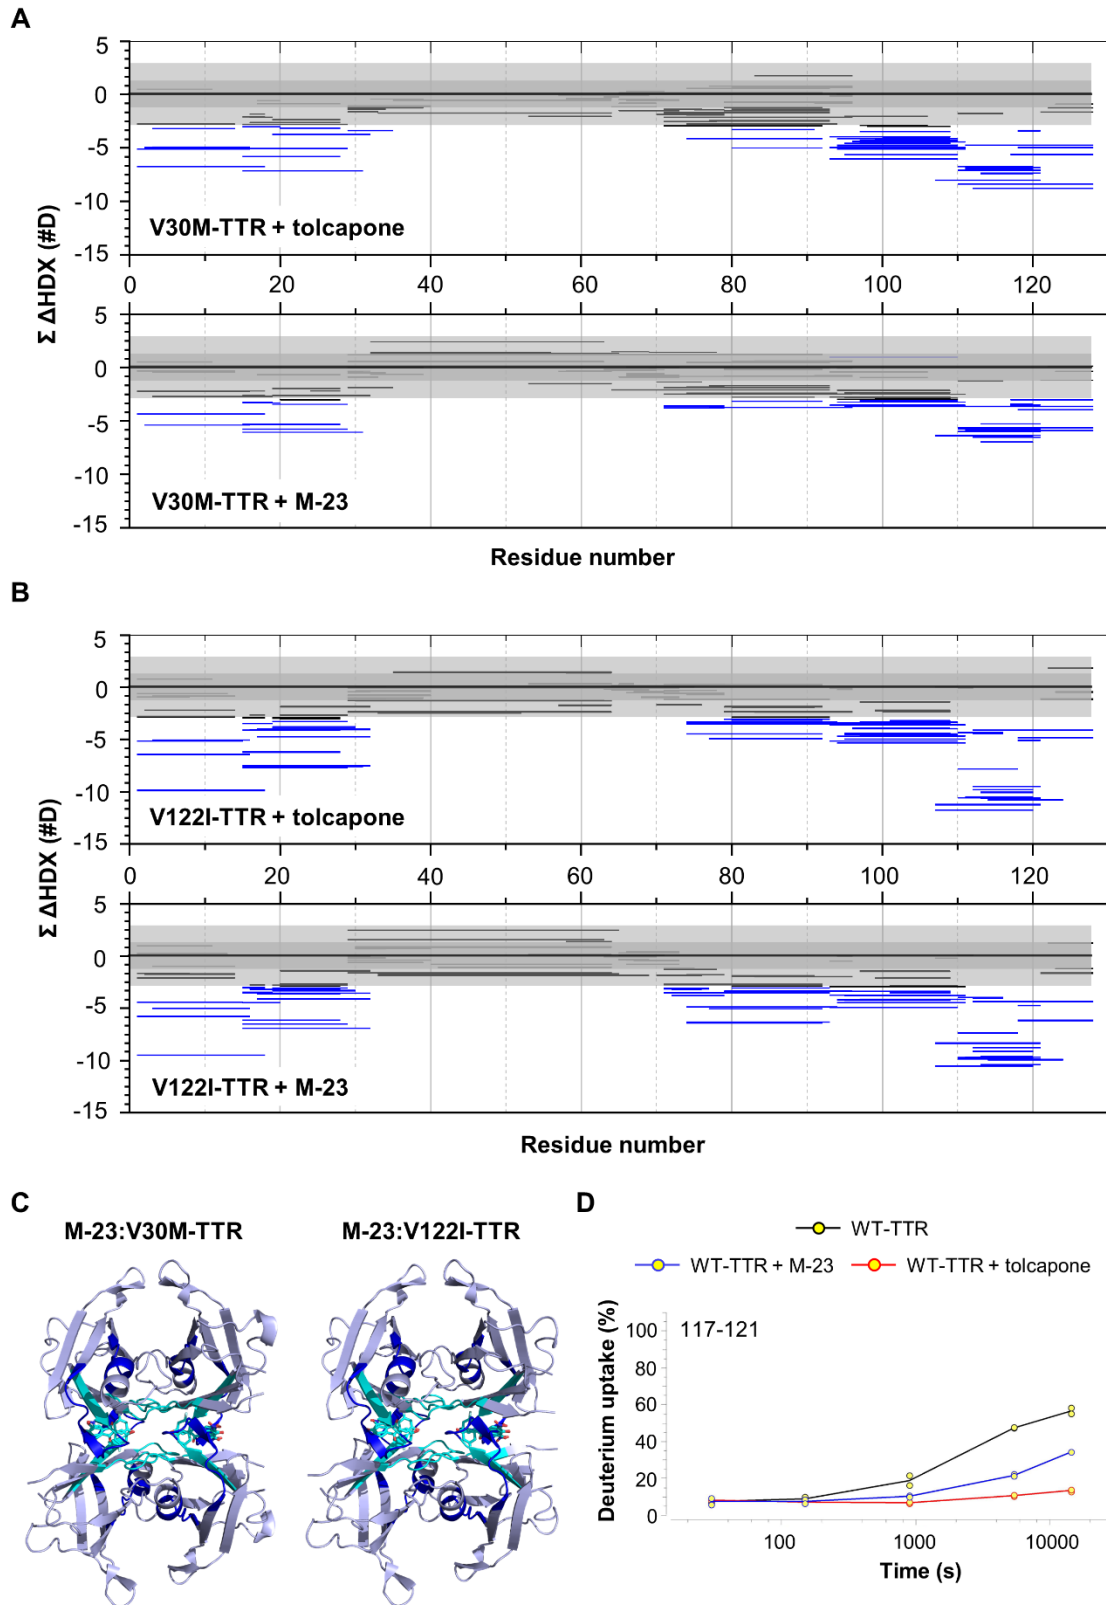 A
5
0
-5
-10
-15
V30M-TTR + tolcapone
0 20 40 60 80 100 120
Σ ΔHDX (#D)
5
0
-5
-10
-15
V30M-TTR + M-23
Residue number
B
5
0
-5
-10
-15
V122I-TTR + tolcapone
0 20 40 60 80 100 120
Σ ΔHDX (#D)
5
0
-5
-10
-15
V122I-TTR + M-23
Residue number
C
M-23:V30M-TTR M-23:V122I-TTR
D
WT-TTR
WT-TTR + M-23 WT-TTR + tolcapone
117-121
Deuterium uptake (%)
100
80
60
40
20
0
100 1000 10000
Time (s)